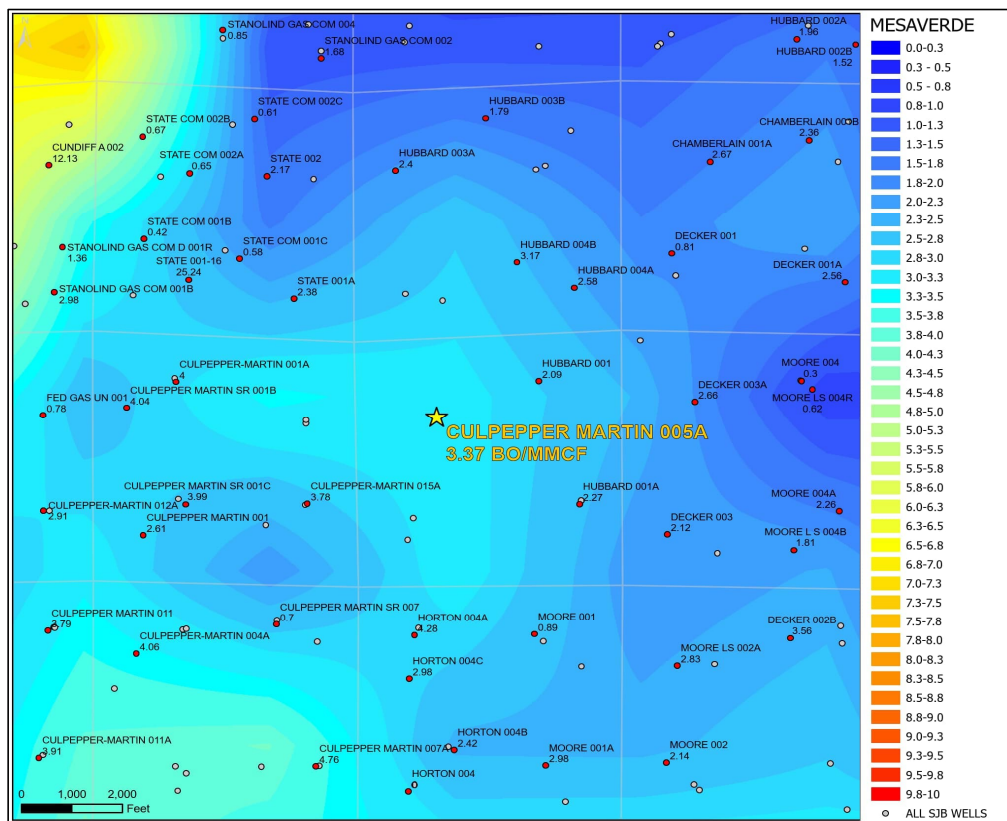 STANOLIND GAS COM 004
0.85
STANOLIND GAS COM 002
1.68
HUBBARD 002A
1.96
HUBBARD 002B
1.52
STATE COM 002C
0.61
HUBBARD 003B
1.79
STATE COM 002B
0.67
CHAMBERLAIN 001B
2.36
CUNDIFF A 002
12.13
STATE COM 002A
0.65
STATE 002
2.17
HUBBARD 003A
2.4
CHAMBERLAIN 001A
2.67
STATE COM 001B
0.42
STANOLIND GAS COM D 001R
1.36
STATE COM 001C
0.58
HUBBARD 004B
3.17
DECKER 001
0.81
STATE 001-16
25.24
HUBBARD 004A
2.58
DECKER 001A
2.56
STANOLIND GAS COM 001B
2.98
STATE 001A
2.38
CULPEPPER-MARTIN 001A
4
HUBBARD 001
2.09
MOORE 004
0.3
FED GAS UN 001
0.78
CULPEPPER MARTIN SR 001B
4.04
DECKER 003A
2.66
MOORE LS 004R
0.62
CULPEPPER MARTIN 005A
3.37 BO/MMCF
CULPEPPER MARTIN SR 001C
3.99
CULPEPPER-MARTIN 015A
3.78
HUBBARD 001A
2.27
MOORE 004A
2.26
CULPEPPER-MARTIN 012A
2.91
CULPEPPER MARTIN 001
2.61
DECKER 003
2.12
MOORE L S 004B
1.81
CULPEPPER MARTIN 011
3.79
CULPEPPER MARTIN SR 007
0.7
HORTON 004A
4.28
MOORE 001
0.89
DECKER 002B
3.56
CULPEPPER-MARTIN 004A
4.06
HORTON 004C
2.98
MOORE LS 002A
2.83
CULPEPPER-MARTIN 011A
3.91
CULPEPPER MARTIN 007A
4.76
HORTON 004B
2.42
MOORE 001A
2.98
MOORE 002
2.14
HORTON 004
0 1,000 2,000
Feet
MESAVERDE
0.0-0.3
0.3 - 0.5
0.5 - 0.8
0.8-1.0
1.0-1.3
1.3-1.5
1.5-1.8
1.8-2.0
2.0-2.3
2.3-2.5
2.5-2.8
2.8-3.0
3.0-3.3
3.3-3.5
3.5-3.8
3.8-4.0
4.0-4.3
4.3-4.5
4.5-4.8
4.8-5.0
5.0-5.3
5.3-5.5
5.5-5.8
5.8-6.0
6.0-6.3
6.3-6.5
6.5-6.8
6.8-7.0
7.0-7.3
7.3-7.5
7.5-7.8
7.8-8.0
8.0-8.3
8.3-8.5
8.5-8.8
8.8-9.0
9.0-9.3
9.3-9.5
9.5-9.8
9.8-10
ALL SJB WELLS